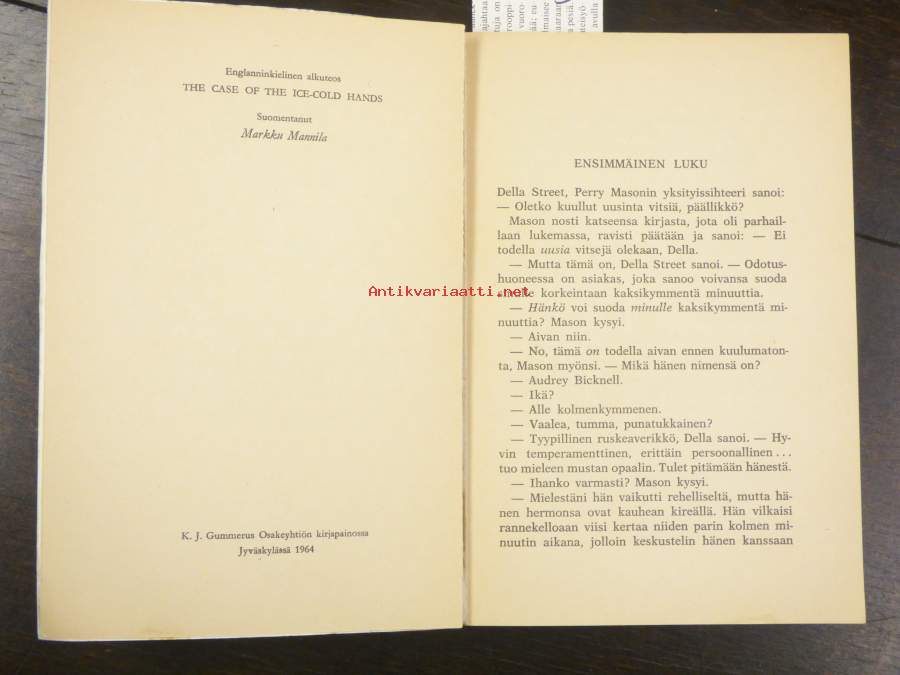 Englanninkielinen alkuteos
THE CASE OF THE ICE-COLD HANDS
Suomentanut
Markku Mannila
K. J. Gummerus Osakeyhtiön kirjapainossa
Jyväskylässä 1964
ENSIMMÄINEN LUKU
Della Street, Perry Masonin yksityissihteeri sanoi:
— Oletko kuullut uusinta vitsiä, päällikkö?
Mason nosti katseensa kirjasta, jota oli parhail-
laan lukemassa, ravisti päätään ja sanoi: — Ei
todella uusia vitsejä olekaan, Della.
— Mutta tämä on, Della Street sanoi. — Odotus-
huoneessa on asiakas, joka sanoo voivansa suoda
korkeintaan kaksikymmentä minuuttia.
— Hänkö voi suoda minulle kaksikymmentä mi-
nuuttia? Mason kysyi.
— Aivan niin.
— No, tämä on todella aivan ennen kuulumaton-
ta, Mason myönsi. — Mikä hänen nimensä on?
— Audrey Bicknell.
— Ikä?
— Alle kolmenkymmenen.
— Vaalea, tumma, punatukkainen?
— Tyypillinen ruskeaverikkö, Della sanoi. — Hy-
vin temperamenttinen, erittäin persoonallinen...
tuo mieleen mustan opaalin. Tulet pitämään hänestä.
— Ihanko varmasti? Mason kysyi.
— Mielestäni hän vaikutti rehelliseltä, mutta hä-
nen hermonsa ovat kauhean kireällä. Hän vilkaisi
rannekelloaan viisi kertaa niiden parin kolmen mi-
nuutin aikana, jolloin keskustelin hänen kanssaan
Antikvariaatti.net